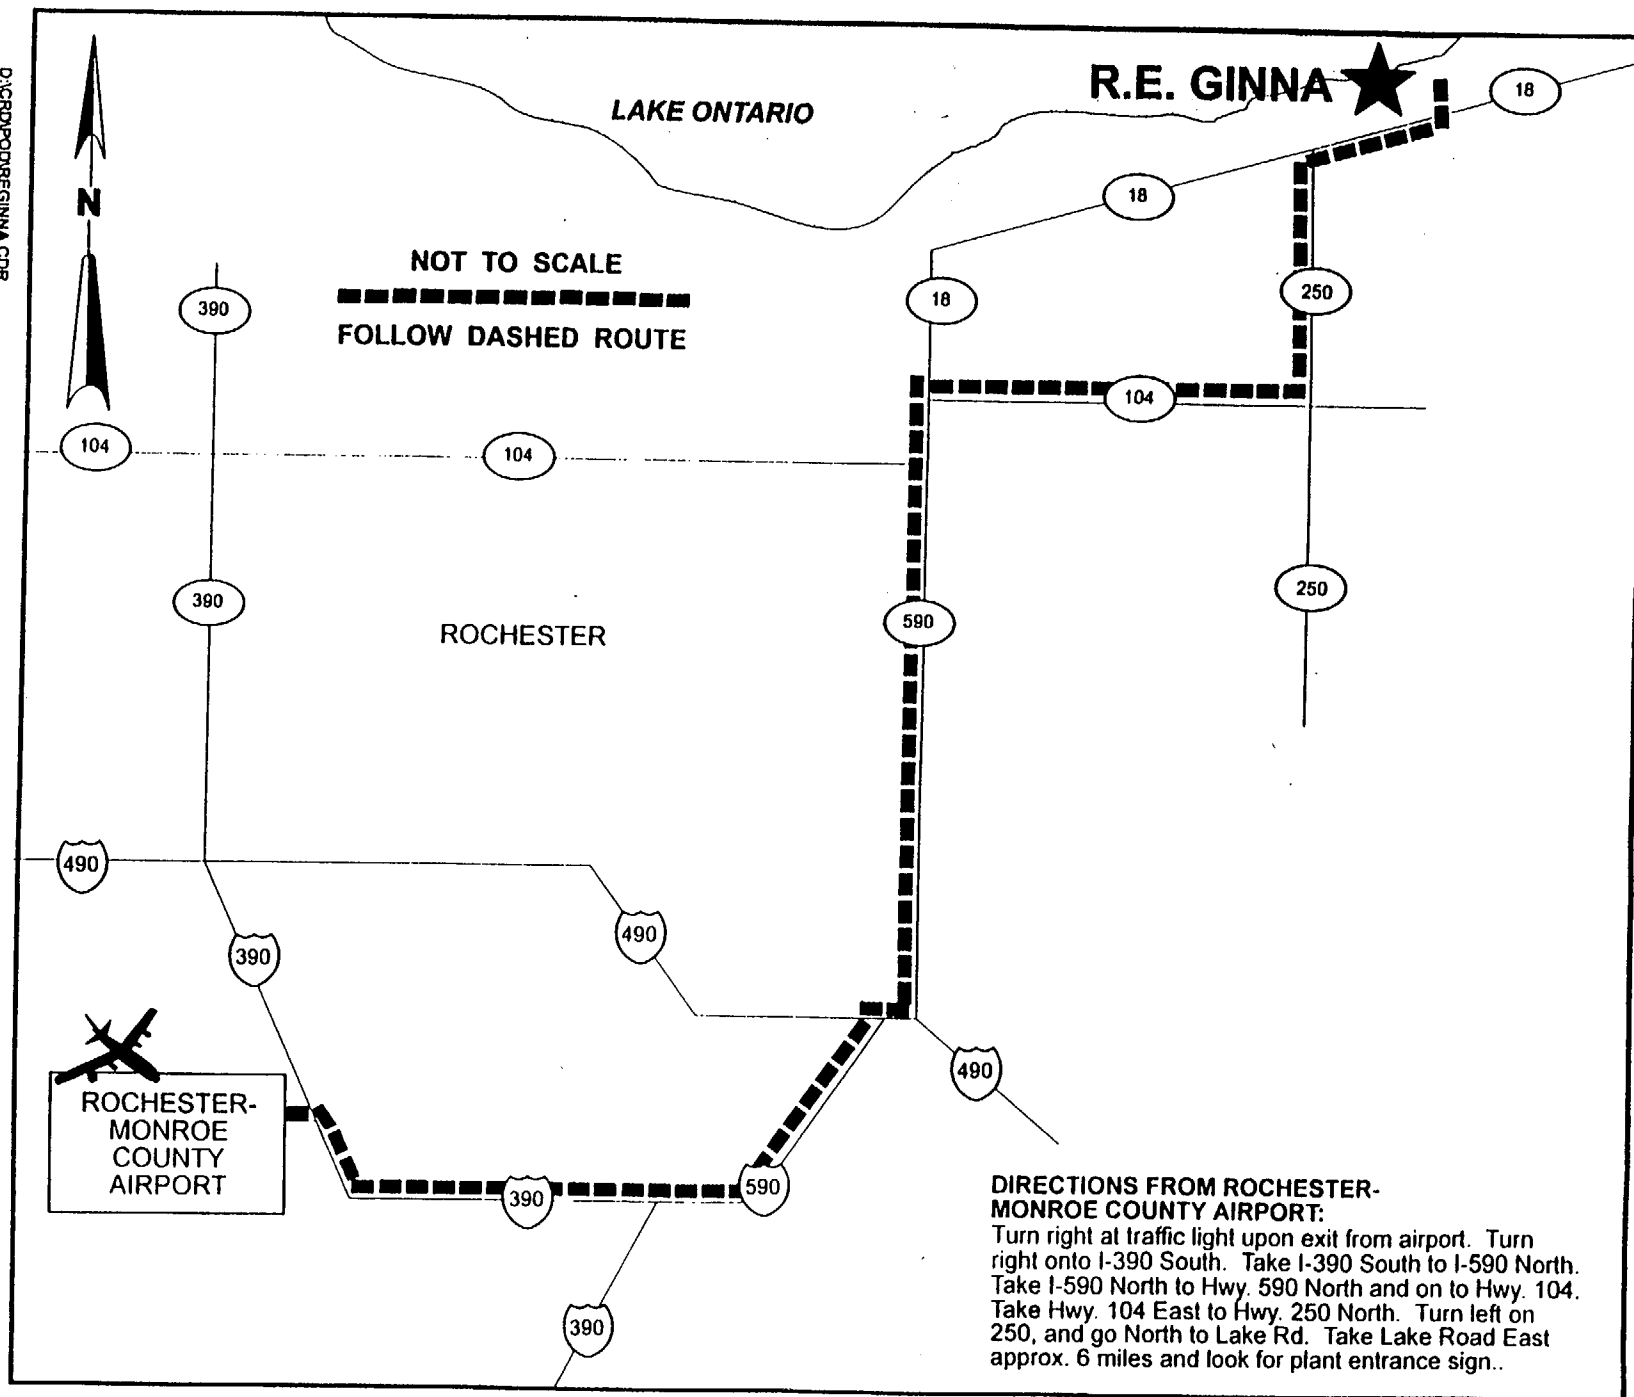 D:\CRD\POD\REGINNA.CDR
R.E. GINNA
18
LAKE ONTARIO
18
N
NOT TO SCALE
390
18
250
FOLLOW DASHED ROUTE
104
104
104
390
ROCHESTER
590
250
490
490
390
490
ROCHESTER-
MONROE
COUNTY
AIRPORT
390
590
390
DIRECTIONS FROM ROCHESTER-
MONROE COUNTY AIRPORT:
Turn right at traffic light upon exit from airport. Turn
right onto I-390 South. Take I-390 South to I-590 North.
Take I-590 North to Hwy. 590 North and on to Hwy. 104.
Take Hwy. 104 East to Hwy. 250 North. Turn left on
250, and go North to Lake Rd. Take Lake Road East
approx. 6 miles and look for plant entrance sign..